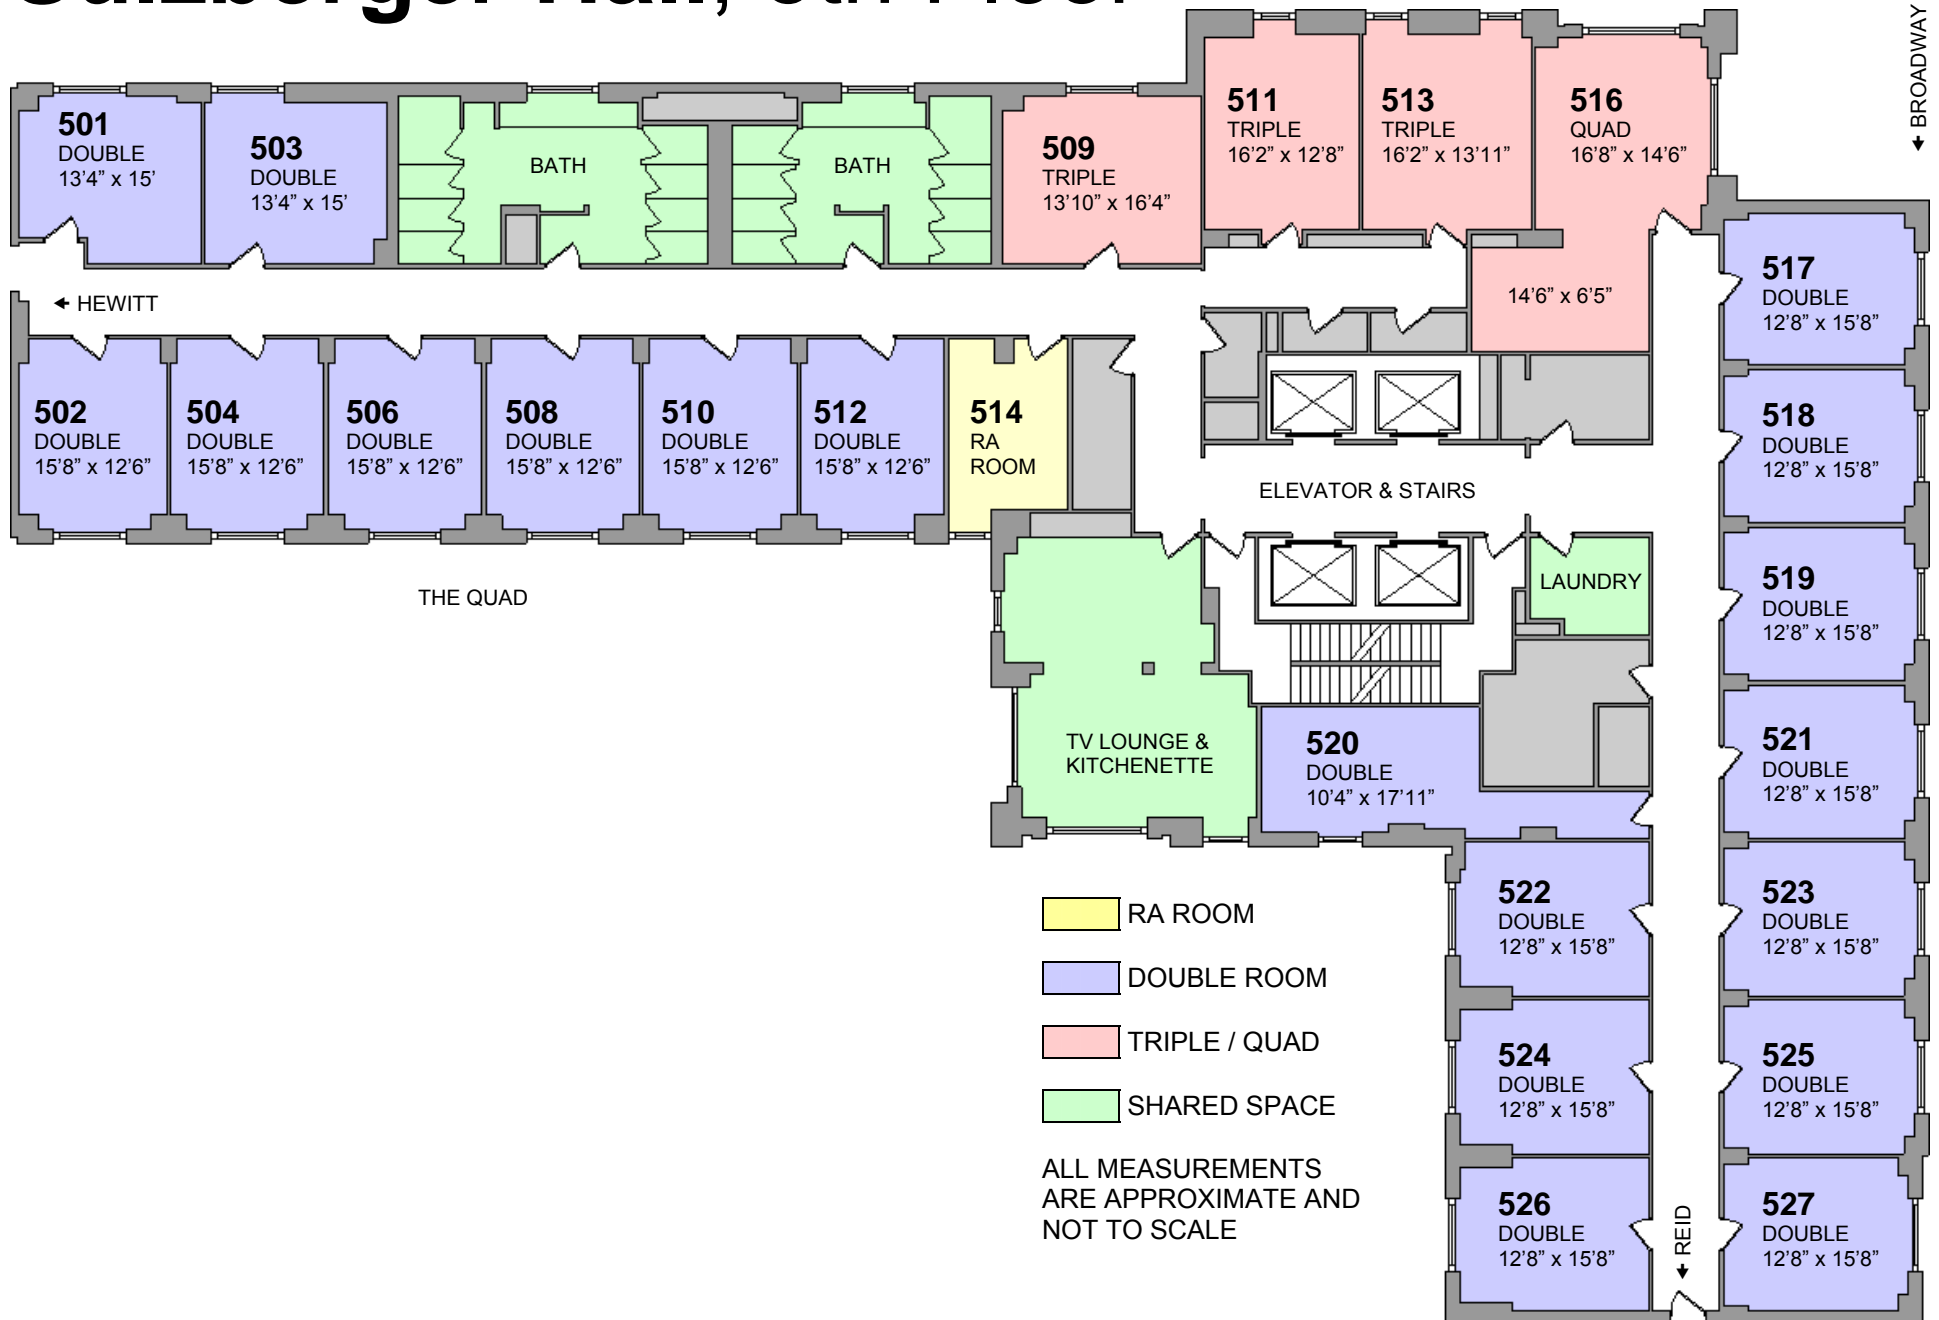 Sulzberger Hall, 5th Floor
← BROADWAY
501
DOUBLE
13’4” x 15’
503
DOUBLE
13’4” x 15’
BATH
BATH
509
TRIPLE
13’10” x 16’4”
511
TRIPLE
16’2” x 12’8”
513
TRIPLE
16’2” x 13’11”
516
QUAD
16’8” x 14’6”
14’6” x 6’5”
← HEWITT
502
DOUBLE
15’8” x 12’6”
504
DOUBLE
15’8” x 12’6”
506
DOUBLE
15’8” x 12’6”
508
DOUBLE
15’8” x 12’6”
510
DOUBLE
15’8” x 12’6”
512
DOUBLE
15’8” x 12’6”
514
RA
ROOM
ELEVATOR & STAIRS
517
DOUBLE
12’8” x 15’8”
518
DOUBLE
12’8” x 15’8”
519
DOUBLE
12’8” x 15’8”
521
DOUBLE
12’8” x 15’8”
523
DOUBLE
12’8” x 15’8”
525
DOUBLE
12’8” x 15’8”
527
DOUBLE
12’8” x 15’8”
THE QUAD
LAUNDRY
TV LOUNGE &
KITCHENETTE
520
DOUBLE
10’4” x 17’11”
522
DOUBLE
12’8” x 15’8”
524
DOUBLE
12’8” x 15’8”
526
DOUBLE
12’8” x 15’8”
← REID
RA ROOM
DOUBLE ROOM
TRIPLE / QUAD
SHARED SPACE
ALL MEASUREMENTS
ARE APPROXIMATE AND
NOT TO SCALE